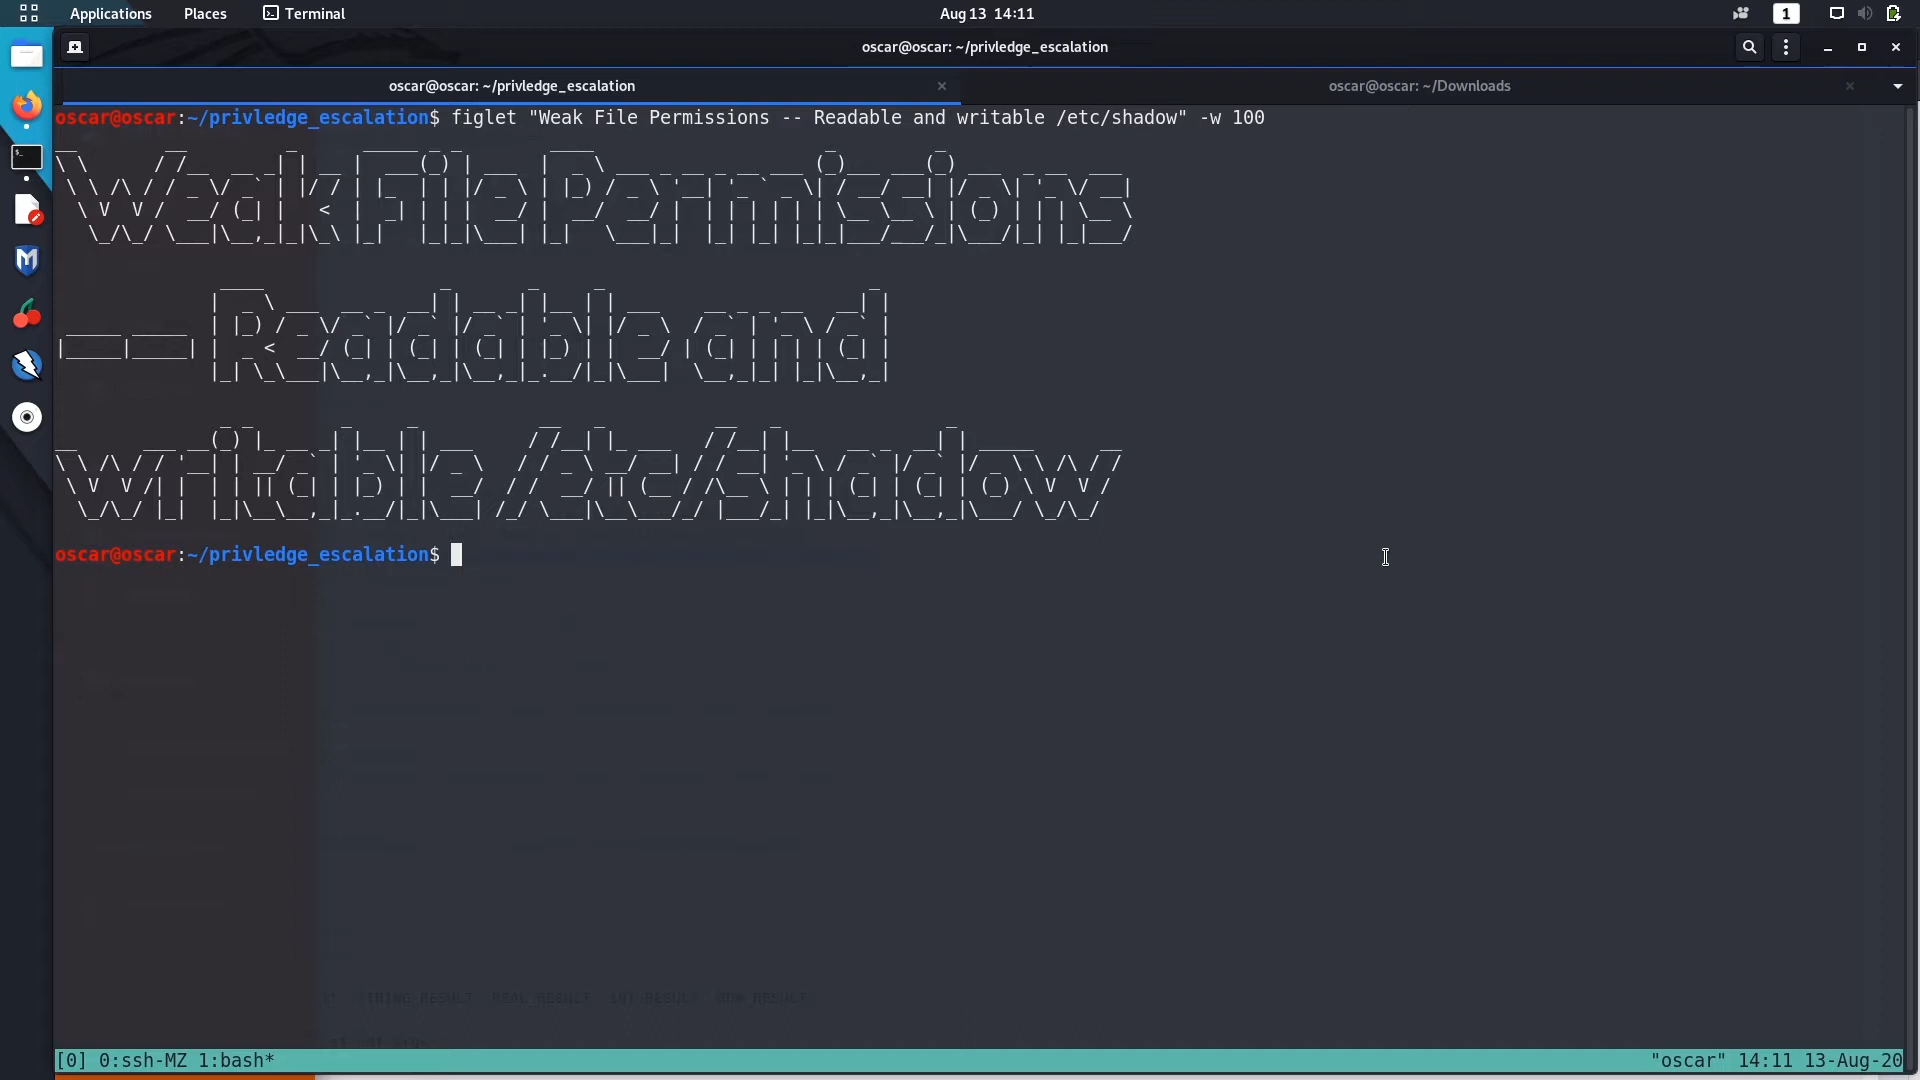 Applications Places Terminal Aug 13 14:11 1
oscar@oscar: ~/privledge_escalation
oscar@oscar: ~/privledge_escalation oscar@oscar: ~/Downloads
oscar@oscar:~/privledge_escalation$ figlet "Weak File Permissions -- Readable and writable /etc/shadow" -w 100
Weak File Permissions
-- Readable and
writable /etc/shadow
oscar@oscar:~/privledge_escalation$
[0] 0:ssh-MZ 1:bash* "oscar" 14:11 13-Aug-20